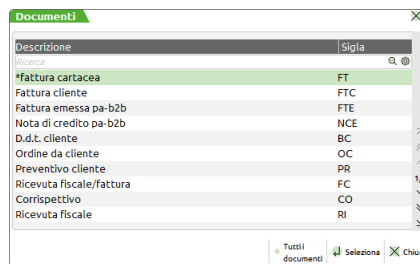 Documenti
Descrizione Sigla
Ricerca
*fattura cartacea FT
Fattura cliente FTC
Fattura emessa pa-b2b FTE
Nota di credito pa-b2b NCE
D.d.t. cliente BC
Ordine da cliente OC
Preventivo cliente PR
Ricevuta fiscale/fattura FC
Corrispettivo CO
Ricevuta fiscale RI
Tutti i
documenti
Seleziona